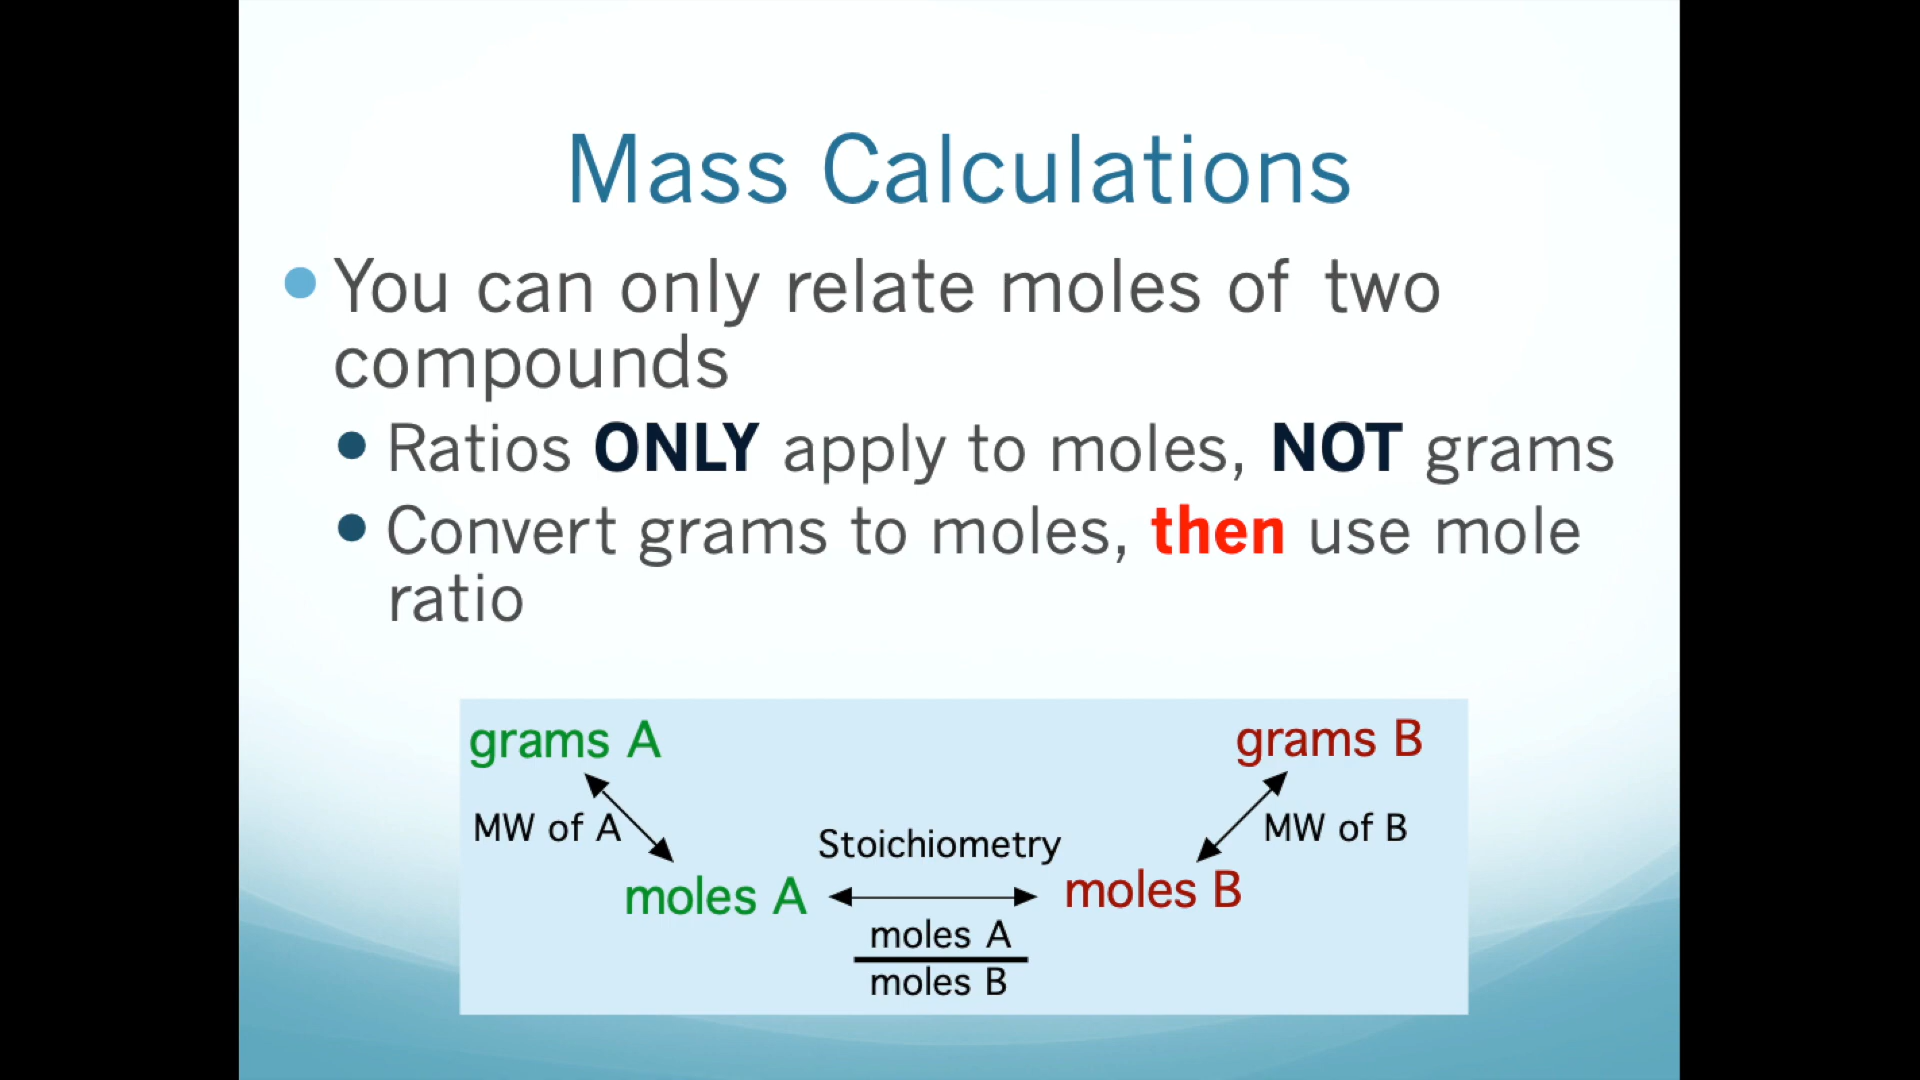 Mass Calculations
You can only relate moles of two
compounds
Ratios ONLY apply to moles, NOT grams
Convert grams to moles, then use mole
ratio
grams A
grams B
MW of A
MW of B
Stoichiometry
moles A
moles B
moles A
moles B